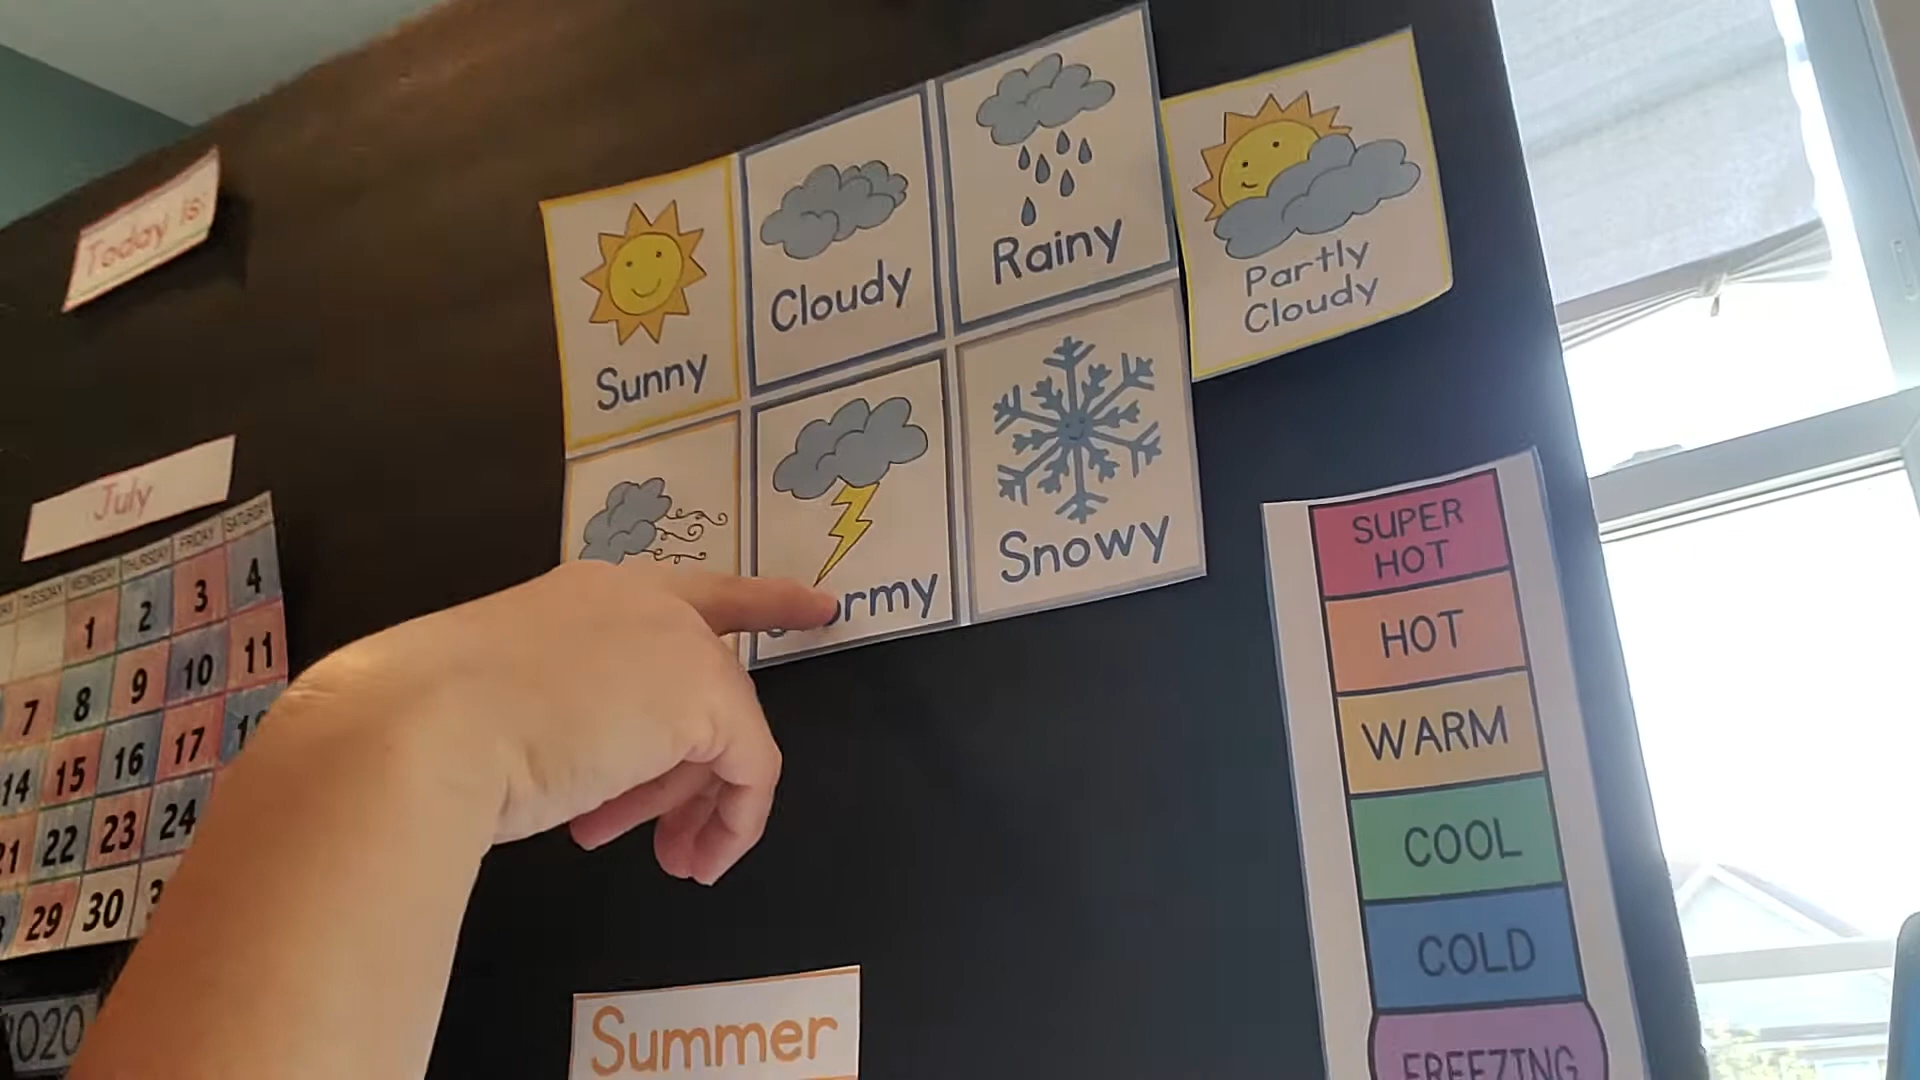 Today is:
Sunny
Cloudy
Rainy
Partly
Cloudy
Snowy
July
TUESDAY WEDNESDAY THURSDAY FRIDAY SATURDAY
1 2 3 4
7 8 9 10 11
14 15 16 17
21 22 23 24
29 30
2020
Summer
SUPER
HOT
HOT
WARM
COOL
COLD
FREEZING